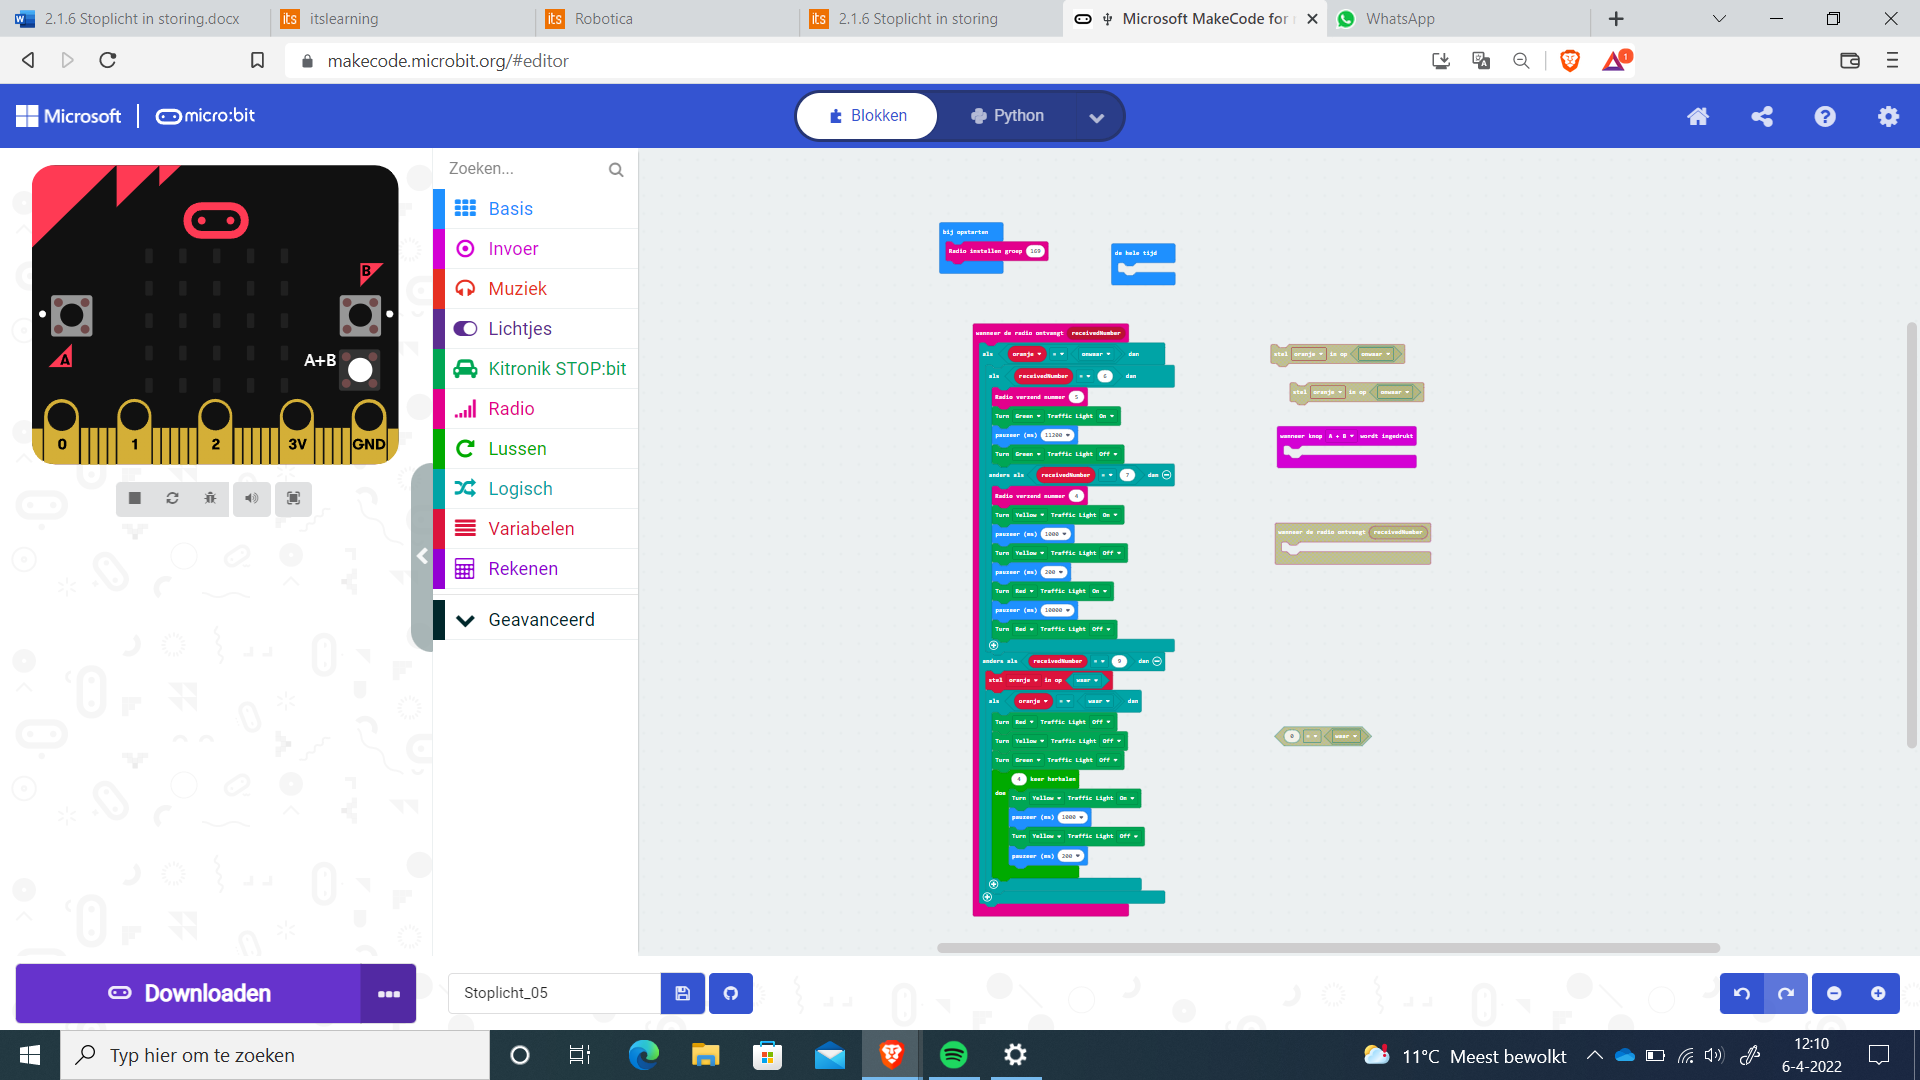 2.1.6 Stoplicht in storing.docx
itslearning
Robotica
2.1.6 Stoplicht in storing
Microsoft MakeCode for
WhatsApp
makecode.microbit.org/#editor
1
Microsoft
micro:bit
Blokken
Python
B
A
A+B
0 1 2 3V GND
Zoeken...
Basis
Invoer
Muziek
Lichtjes
Kitronik STOP:bit
Radio
Lussen
Logisch
Variabelen
Rekenen
Geavanceerd
bij opstarten
Radio instellen groep 169
de hele tijd
wanneer de radio ontvangt receivedNumber
als oranje = onwaar dan
als receivedNumber = 6 dan
Radio verzend nummer 5
Turn Green Traffic Light On
pauzeer (ms) 11200
Turn Green Traffic Light Off
anders als receivedNumber = 7 dan
Radio verzend nummer 4
Turn Yellow Traffic Light On
pauzeer (ms) 1000
Turn Yellow Traffic Light Off
pauzeer (ms) 200
Turn Red Traffic Light On
pauzeer (ms) 10000
Turn Red Traffic Light Off
anders als receivedNumber = 9 dan
stel oranje in op waar
als oranje = waar dan
Turn Red Traffic Light Off
Turn Yellow Traffic Light Off
Turn Green Traffic Light Off
4 keer herhalen
doe
Turn Yellow Traffic Light On
pauzeer (ms) 1000
Turn Yellow Traffic Light Off
pauzeer (ms) 200
stel oranje in op onwaar
stel oranje in op onwaar
wanneer knop A + B wordt ingedrukt
wanneer de radio ontvangt receivedNumber
0 = waar
Downloaden
Stoplicht_05
Typ hier om te zoeken
11°C Meest bewolkt
12:10
6-4-2022